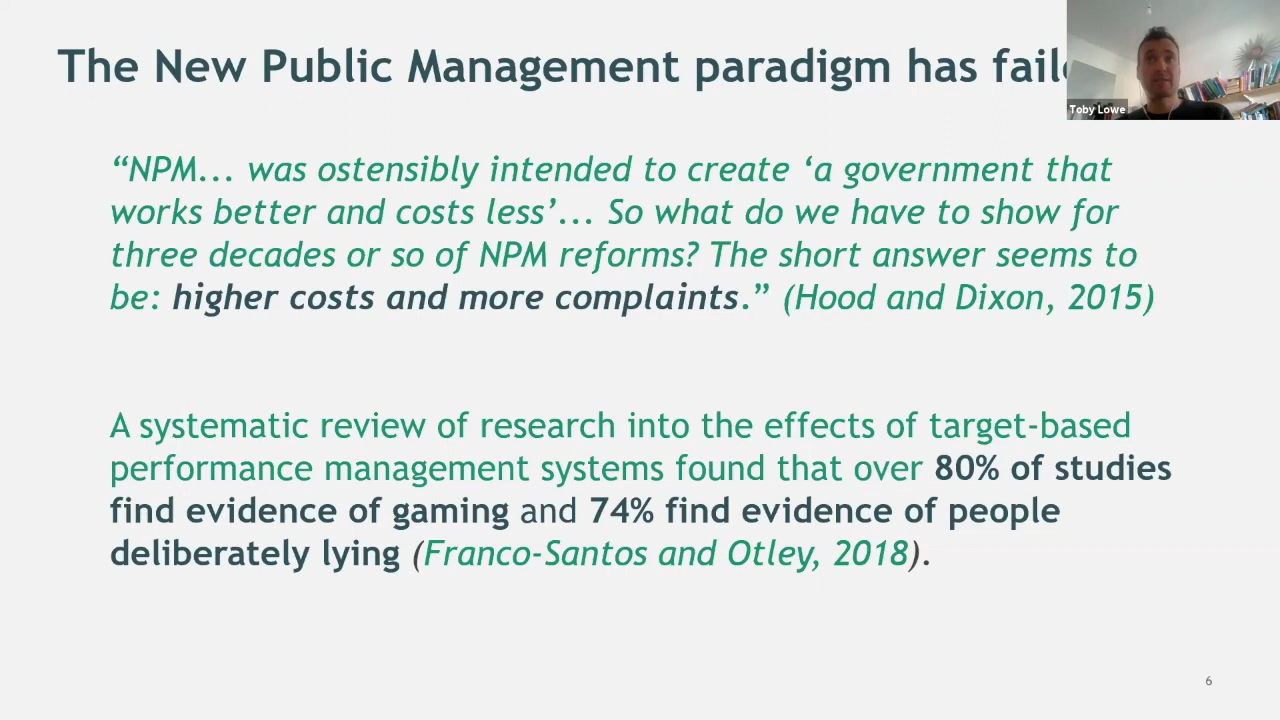 The New Public Management paradigm has
Toby Lowe
“NPM... was ostensibly intended to create ‘a government that
works better and costs less’... So what do we have to show for
three decades or so of NPM reforms? The short answer seems to
be: higher costs and more complaints.” (Hood and Dixon, 2015)
A systematic review of research into the effects of target-based
performance management systems found that over 80% of studies
find evidence of gaming and 74% find evidence of people
deliberately lying (Franco-Santos and Otley, 2018).
6